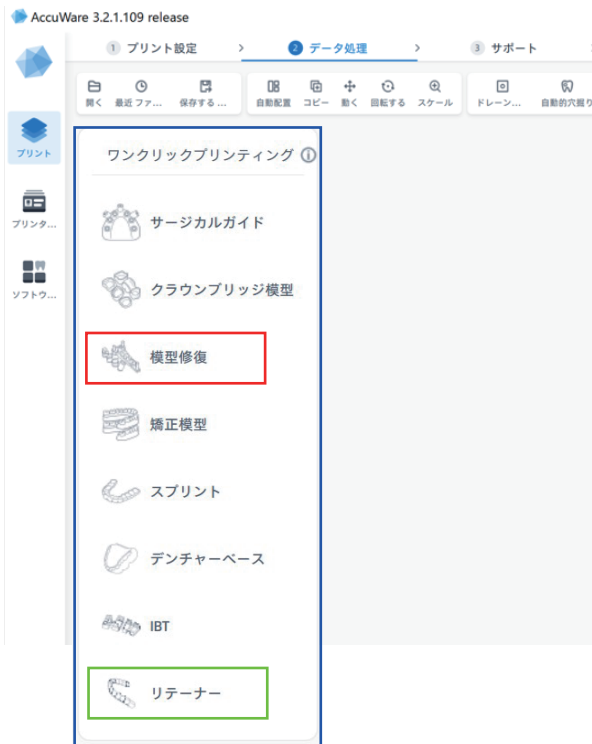 AccuWare 3.2.1.109 release
1 プリント設定 > 2 データ処理 > 3 サポート
開く 最近 ファ... 保存する ... 自動配置 コピー 動く 回転する スケール ドレーン... 自動的穴掘り
プリント
プリンタ...
ソフトウ...
ワンクリックプリンティング
サージカルガイド
クラウンブリッジ模型
模型修復
矯正模型
スプリント
デンチャーベース
IBT
リテーナー